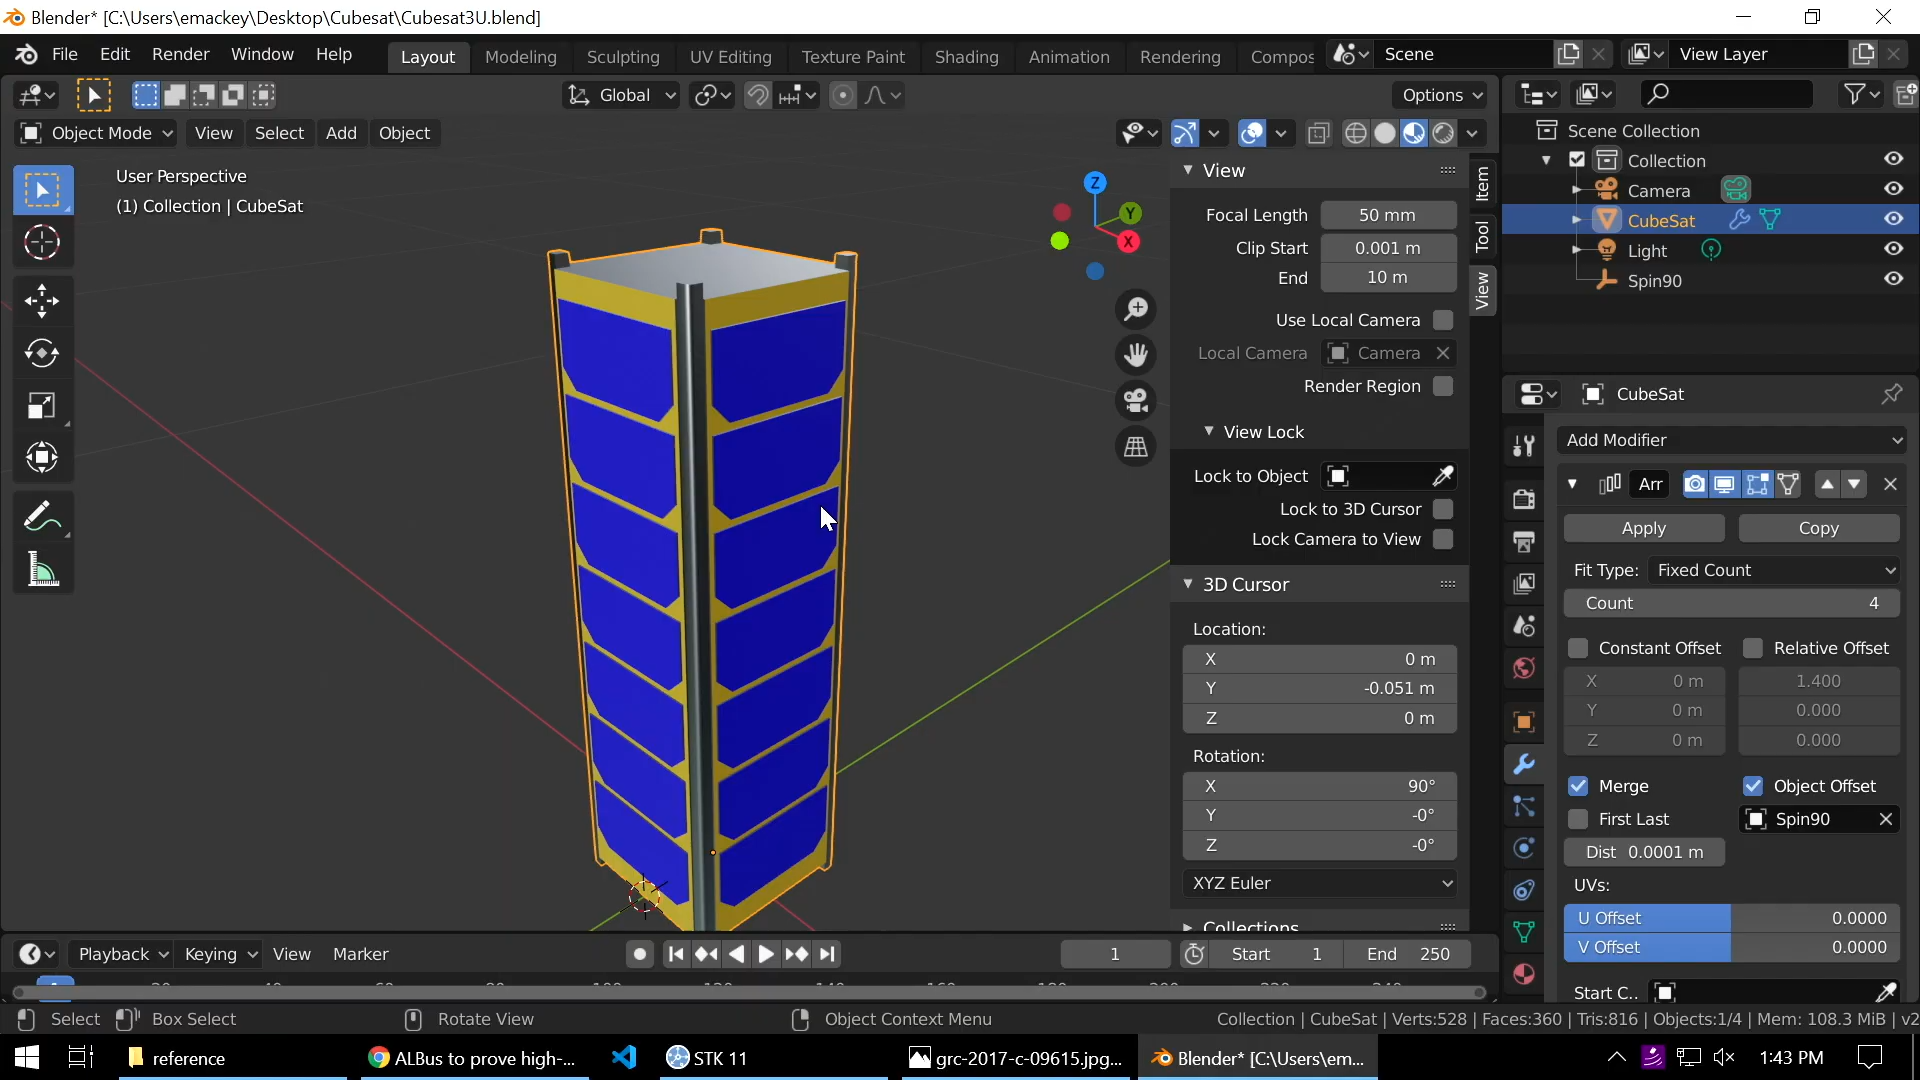 Blender* [C:\Users\emackey\Desktop\Cubesat\Cubesat3U.blend]
File Edit Render Window Help Layout Modeling Sculpting UV Editing Texture Paint Shading Animation Rendering Compos Scene View Layer
Global Options
Object Mode View Select Add Object
User Perspective
(1) Collection | CubeSat
Z
Y
X
View
Focal Length 50 mm
Clip Start 0.001 m
End 10 m
Use Local Camera
Local Camera Camera
Render Region
View Lock
Lock to Object
Lock to 3D Cursor
Lock Camera to View
3D Cursor
Location:
X 0 m
Y -0.051 m
Z 0 m
Rotation:
X 90°
Y -0°
Z -0°
XYZ Euler
Collections
Item
Tool
View
Scene Collection
Collection
Camera
CubeSat
Light
Spin90
CubeSat
Add Modifier
Arr
Apply Copy
Fit Type: Fixed Count
Count 4
Constant Offset Relative Offset
X 0 m 1.400
Y 0 m 0.000
Z 0 m 0.000
Merge Object Offset
First Last Spin90
Dist 0.0001 m
UVs:
U Offset 0.0000
V Offset 0.0000
Start C..
Playback Keying View Marker 1 Start 1 End 250
Select Box Select Rotate View Object Context Menu Collection | CubeSat | Verts:528 | Faces:360 | Tris:816 | Objects:1/4 | Mem: 108.3 MiB | v2
reference ALBus to prove high-... STK 11 grc-2017-c-09615.jpg... Blender* [C:\Users\em... 1:43 PM